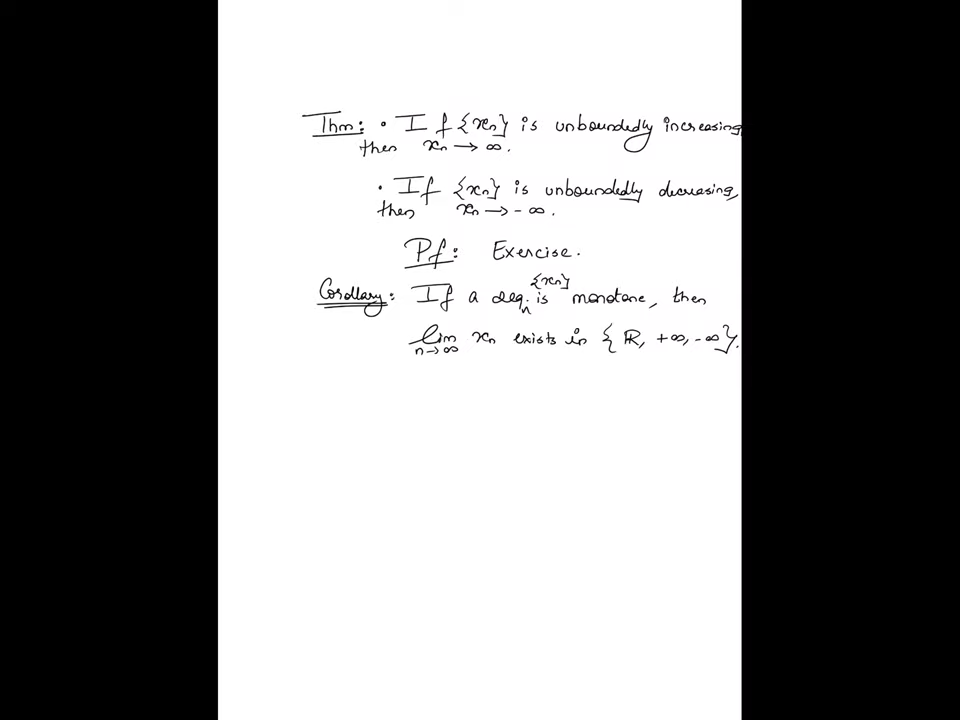 Thm: • If {xn} is unboundedly increasing
then xn → ∞.
• If {xn} is unboundedly decreasing,
then xn → -∞.
Pf: Exercise.
Corollary: If a seqn. {xn} is monotone, then
lim n→∞ xn exists in {ℝ, +∞, -∞}.